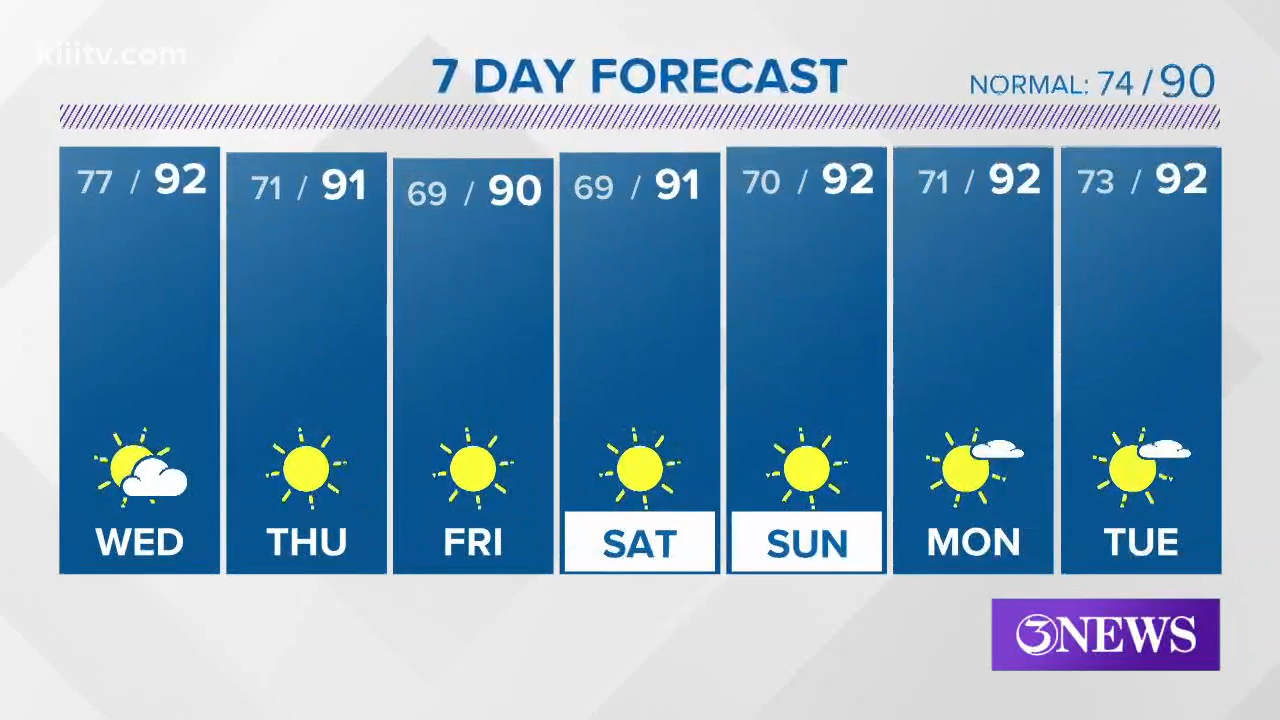 kiiitv.com
7 DAY FORECAST
NORMAL: 74 / 90
77 / 92
71 / 91
69 / 90
69 / 91
70 / 92
71 / 92
73 / 92
WED
THU
FRI
SAT
SUN
MON
TUE
3NEWS